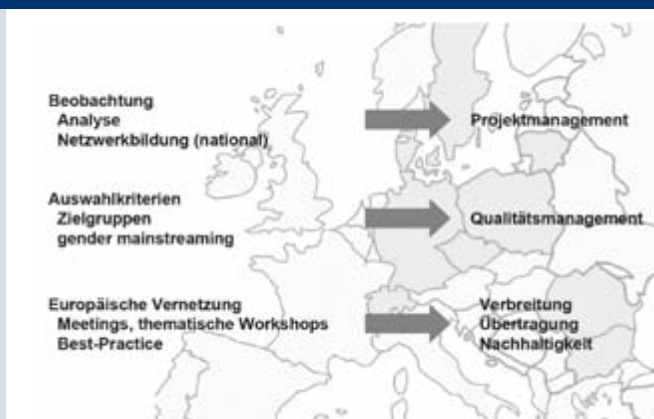 Beobachtung
Analyse
Netzwerkbildung (national)
Projektmanagement
Auswahlkriterien
Zielgruppen
gender mainstreaming
Qualitätsmanagement
Europäische Vernetzung
Meetings, thematische Workshops
Best-Practice
Verbreitung
Übertragung
Nachhaltigkeit